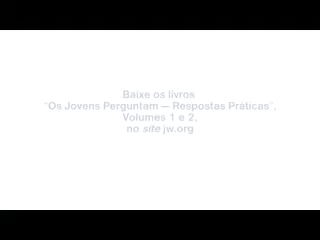 Baixe os livros
“Os Jovens Perguntam — Respostas Práticas”,
Volumes 1 e 2,
no site jw.org